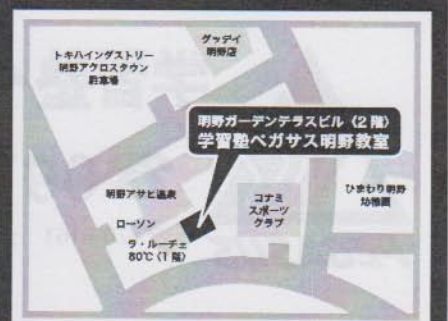 グッデイ
明野店
トキハインダストリー
明野アクロスタウン
駐車場
明野ガーデンテラスビル〈2階〉
学習塾ペガサス明野教室
明野アサヒ温泉
ローソン
ラ・ルーチェ
80℃〈1階〉
コナミ
スポーツ
クラブ
ひまわり明野
幼稚園